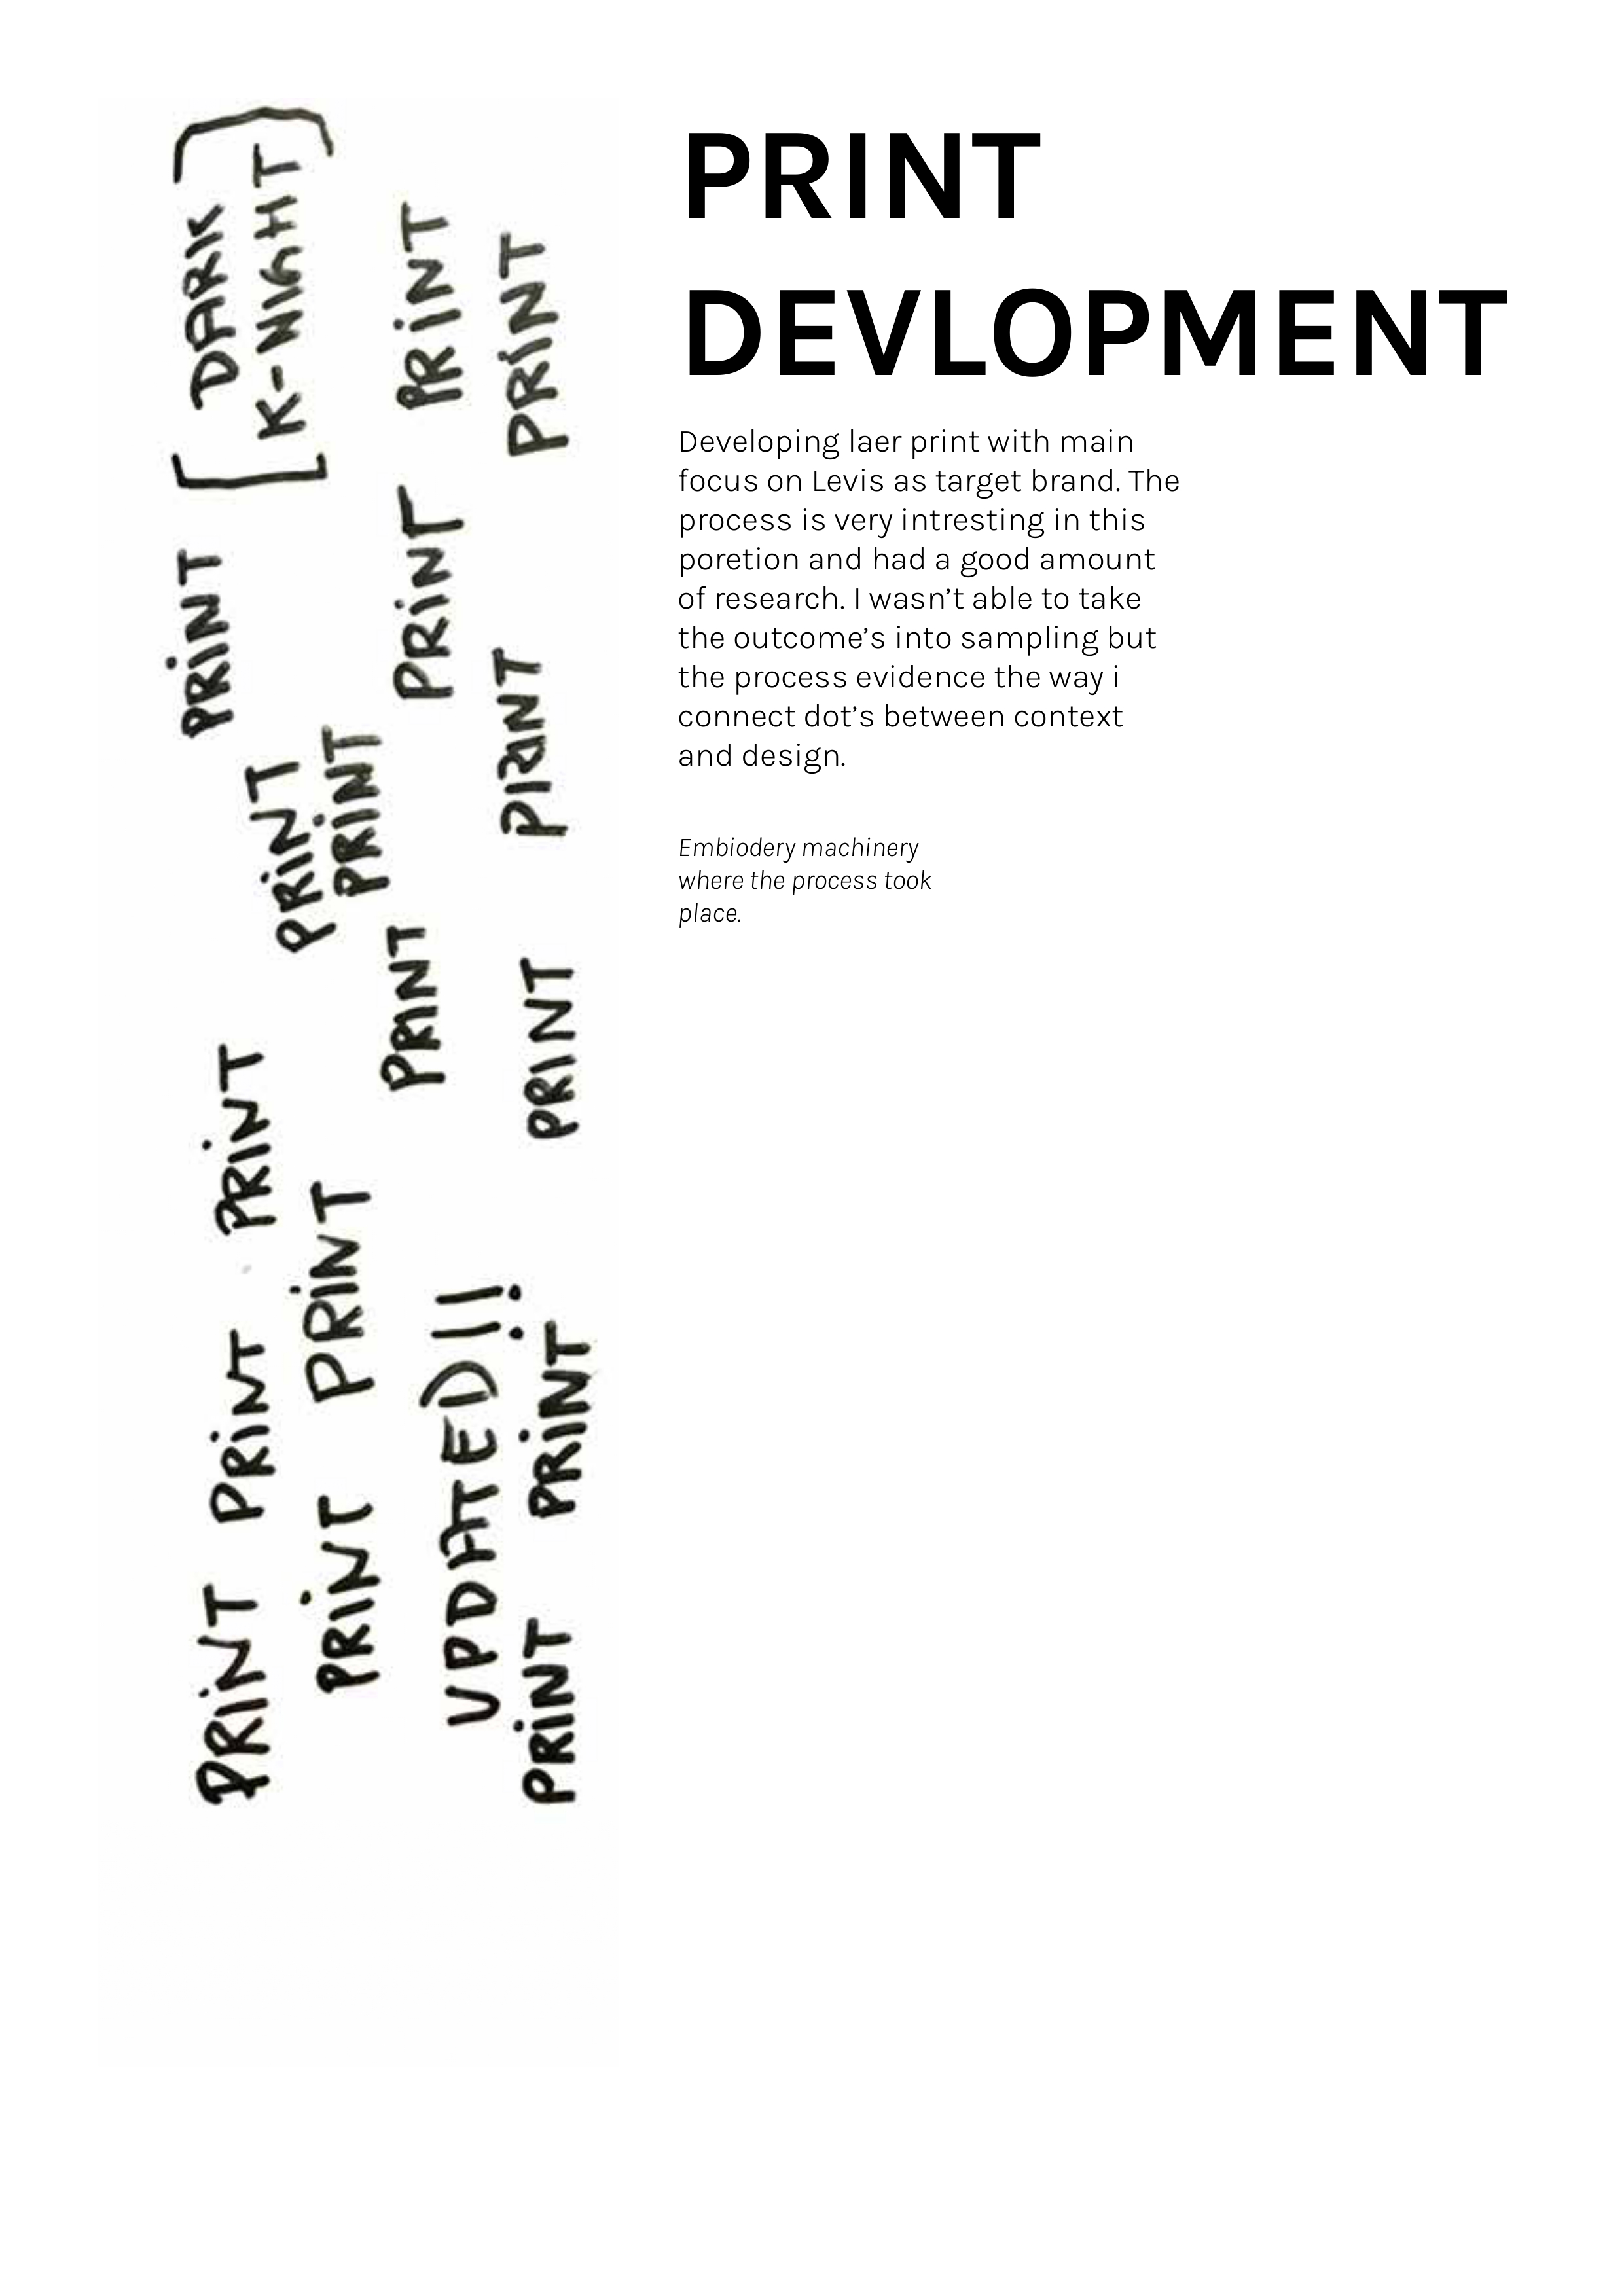 PRINT PRINT PRINT PRINT [DARK
K-NIGHT]
PRINT PRINT PRINT
PRINT
UPDATED!! PRINT PRINT PRINT
PRINT PRINT PRINT PRINT PRINT
PRINT
DEVLOPMENT
Developing laer print with main
focus on Levis as target brand. The
process is very intresting in this
poretion and had a good amount
of research. I wasn’t able to take
the outcome’s into sampling but
the process evidence the way i
connect dot’s between context
and design.
Embiodery machinery
where the process took
place.